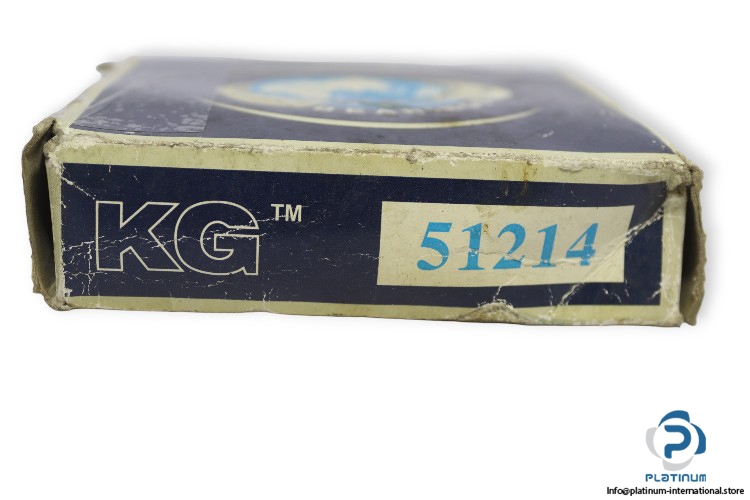 KG™
51214
PLATINUM
Info@platinum-international.store